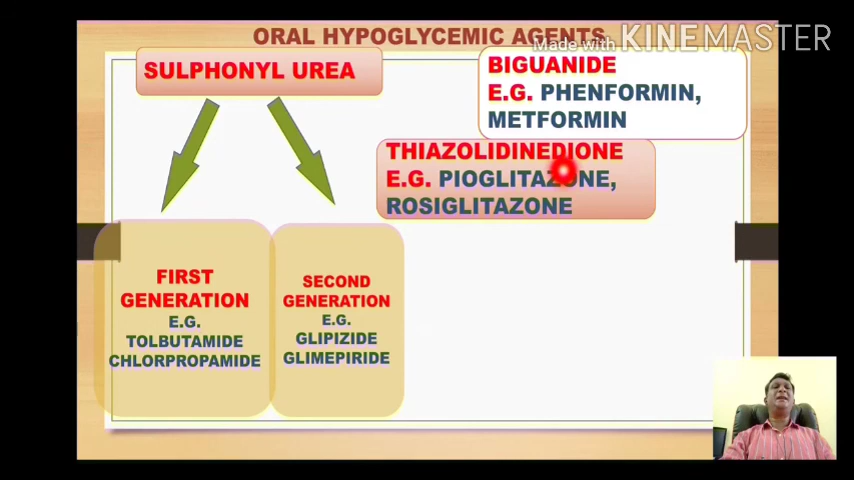 ORAL HYPOGLYCEMIC AGENTS
Made with KINEMASTER
SULPHONYL UREA
BIGUANIDE
E.G. PHENFORMIN,
METFORMIN
THIAZOLIDINEDIONE
E.G. PIOGLITAZONE,
ROSIGLITAZONE
FIRST
GENERATION
E.G.
TOLBUTAMIDE
CHLORPROPAMIDE
SECOND
GENERATION
E.G.
GLIPIZIDE
GLIMEPIRIDE